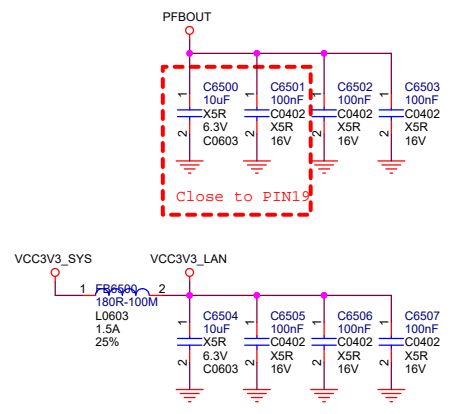 PFBOUT
1 C6500 1 C6501 1 C6502 1 C6503
10uF 100nF 100nF 100nF
X5R C0402 C0402 C0402
2 6.3V 2 X5R 2 X5R 2 X5R
C0603 16V 16V 16V
Close to PIN19
VCC3V3_SYS VCC3V3_LAN
1 FB6500 2
180R-100M
L0603
1.5A
25%
1 C6504 1 C6505 1 C6506 1 C6507
10uF 100nF 100nF 100nF
X5R C0402 C0402 C0402
2 6.3V 2 X5R 2 X5R 2 X5R
C0603 16V 16V 16V